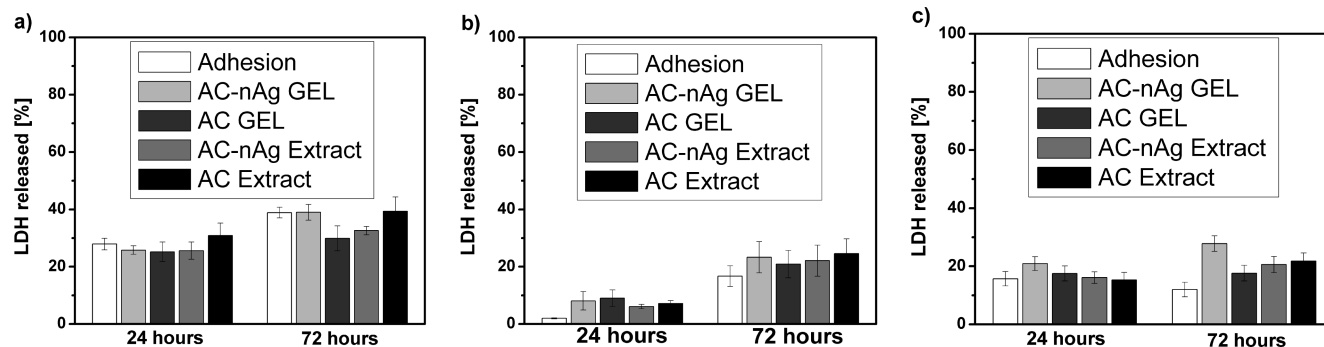 a)
100
80
60
40
20
0
LDH released [%]
Adhesion
AC-nAg GEL
AC GEL
AC-nAg Extract
AC Extract
24 hours
72 hours
b)
100
80
60
40
20
0
LDH released [%]
Adhesion
AC-nAg GEL
AC GEL
AC-nAg Extract
AC Extract
24 hours
72 hours
c)
100
80
60
40
20
0
LDH released [%]
Adhesion
AC-nAg GEL
AC GEL
AC-nAg Extract
AC Extract
24 hours
72 hours